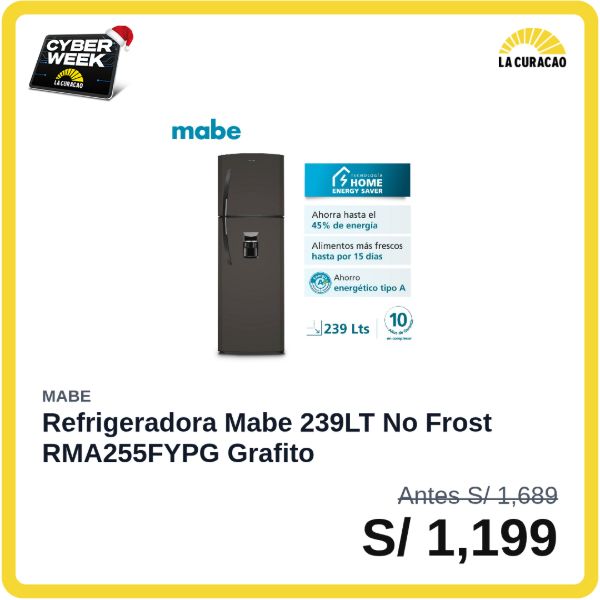 CYBER
WEEK
LA CURACAO
LA CURACAO
mabe
TECNOLOGÍA
HOME
ENERGY SAVER
Ahorra hasta el
45% de energía
Alimentos más frescos
hasta por 15 días
A
Ahorro
energético tipo A
239 Lts
10
en compresor
MABE
Refrigeradora Mabe 239LT No Frost
RMA255FYPG Grafito
Antes S/ 1,689
S/ 1,199